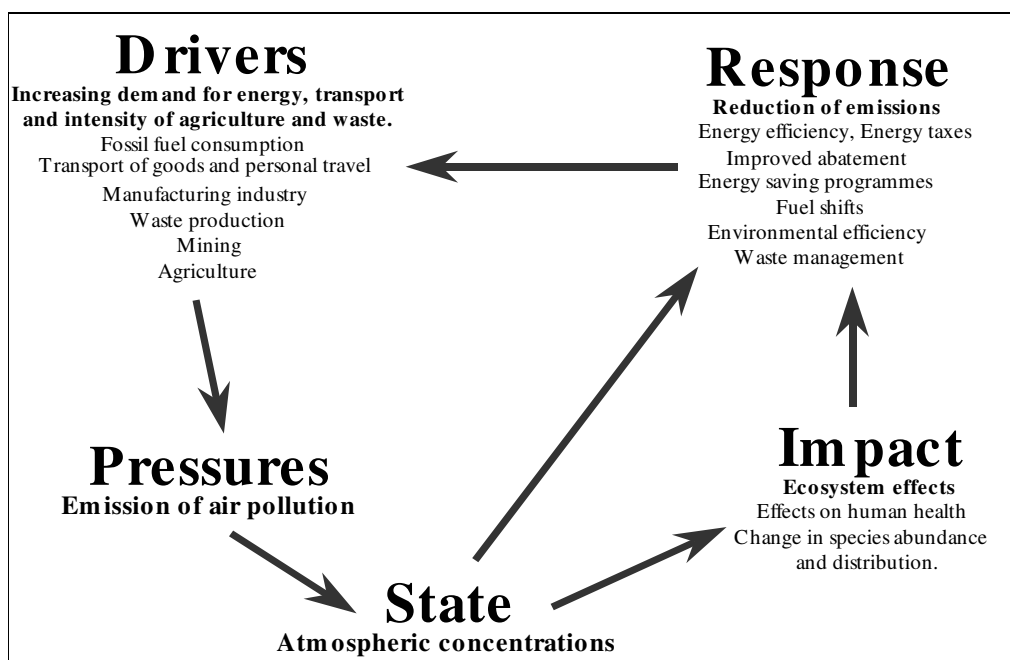 Drivers
Increasing demand for energy, transport
and intensity of agriculture and waste.
Fossil fuel consumption
Transport of goods and personal travel
Manufacturing industry
Waste production
Mining
Agriculture
Response
Reduction of emissions
Energy efficiency, Energy taxes
Improved abatement
Energy saving programmes
Fuel shifts
Environmental efficiency
Waste management
Pressures
Emission of air pollution
Impact
Ecosystem effects
Effects on human health
Change in species abundance
and distribution.
State
Atmospheric concentrations